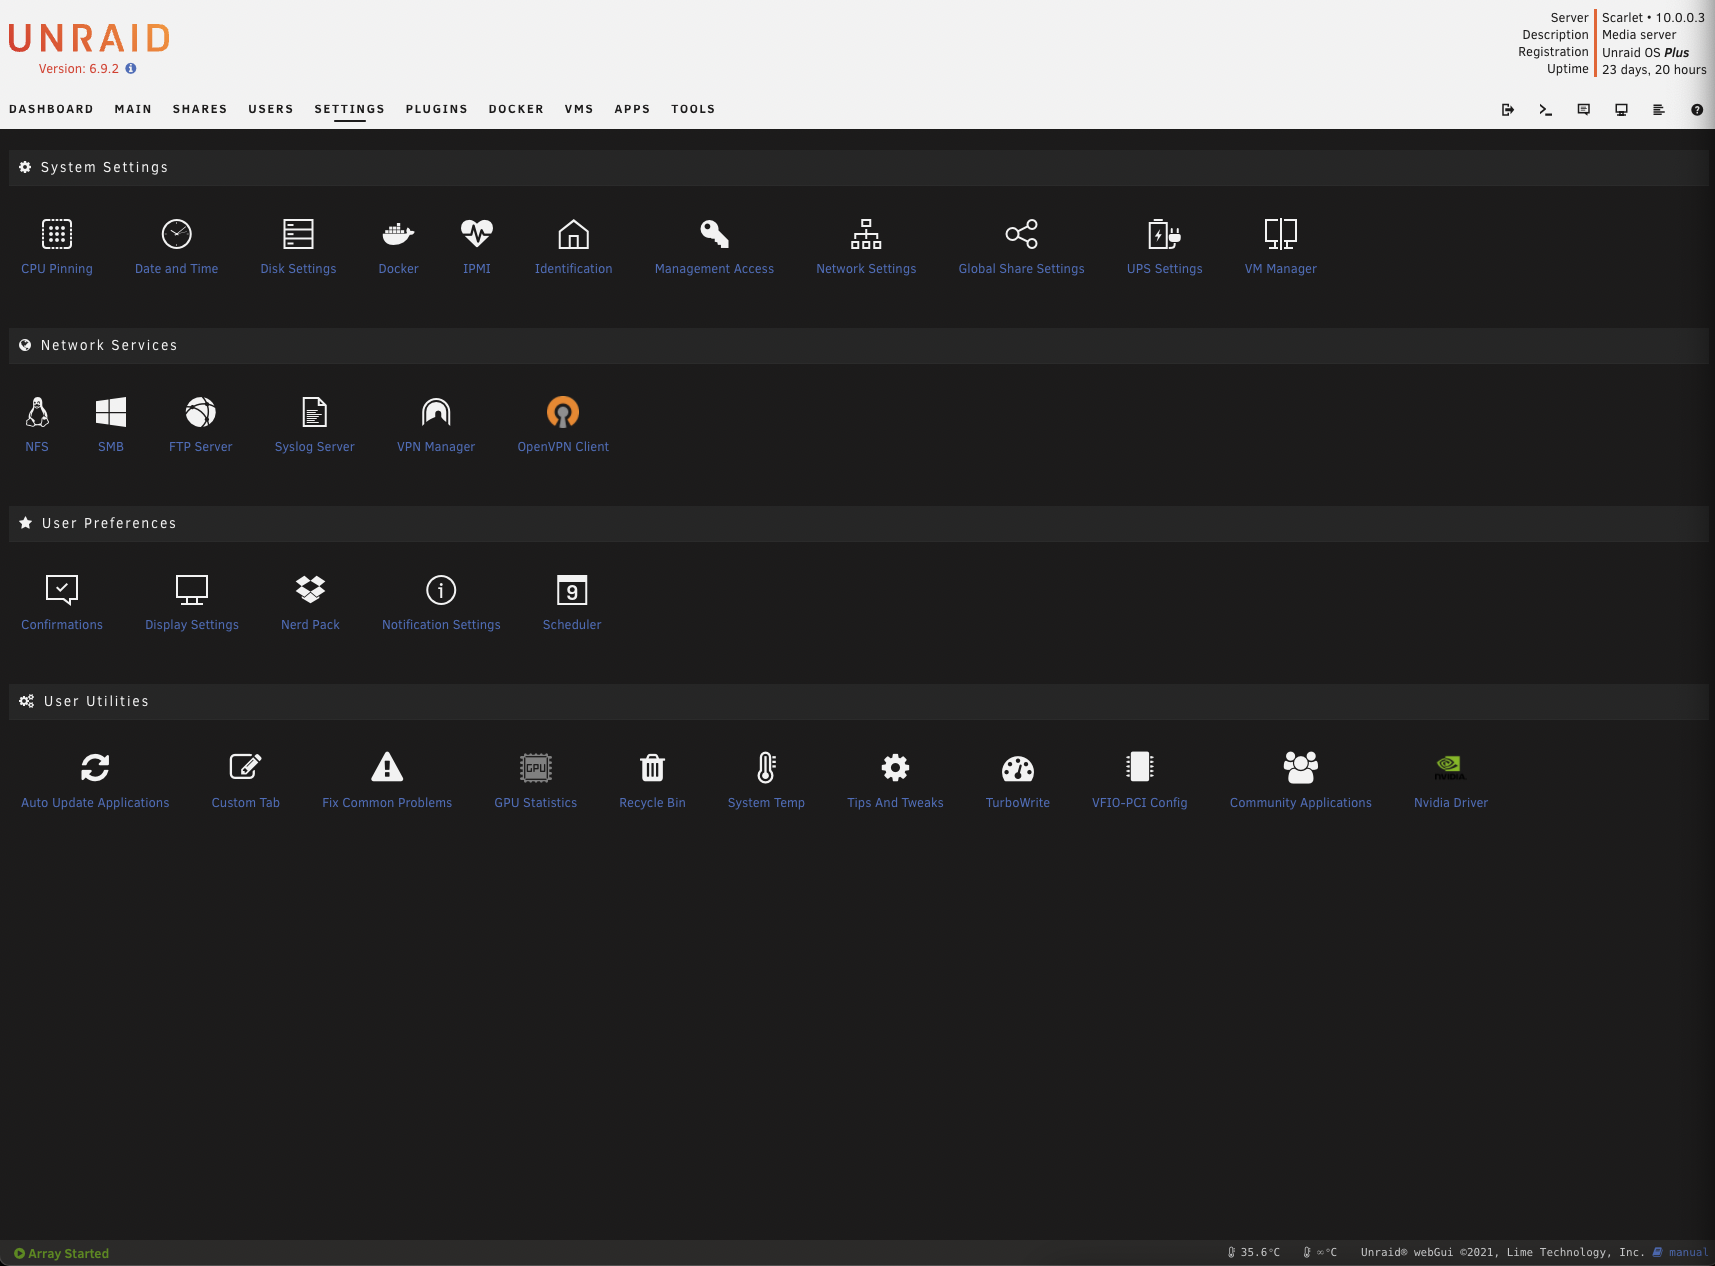 UNRAID
Version: 6.9.2
Server Scarlet • 10.0.0.3
Description Media server
Registration Unraid OS Plus
Uptime 23 days, 20 hours
DASHBOARD MAIN SHARES USERS SETTINGS PLUGINS DOCKER VMS APPS TOOLS
System Settings
CPU Pinning Date and Time Disk Settings Docker IPMI Identification Management Access Network Settings Global Share Settings UPS Settings VM Manager
Network Services
NFS SMB FTP Server Syslog Server VPN Manager OpenVPN Client
User Preferences
9
Confirmations Display Settings Nerd Pack Notification Settings Scheduler
User Utilities
GPU
NVIDIA
Auto Update Applications Custom Tab Fix Common Problems GPU Statistics Recycle Bin System Temp Tips And Tweaks TurboWrite VFIO-PCI Config Community Applications Nvidia Driver
Array Started 35.6°C ∞°C Unraid® webGui ©2021, Lime Technology, Inc. manual